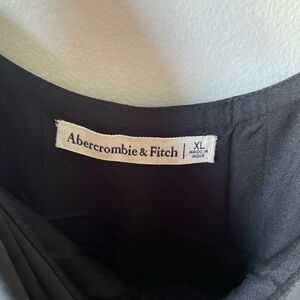 Abercrombie & Fitch
XL
MADE IN
INDIA